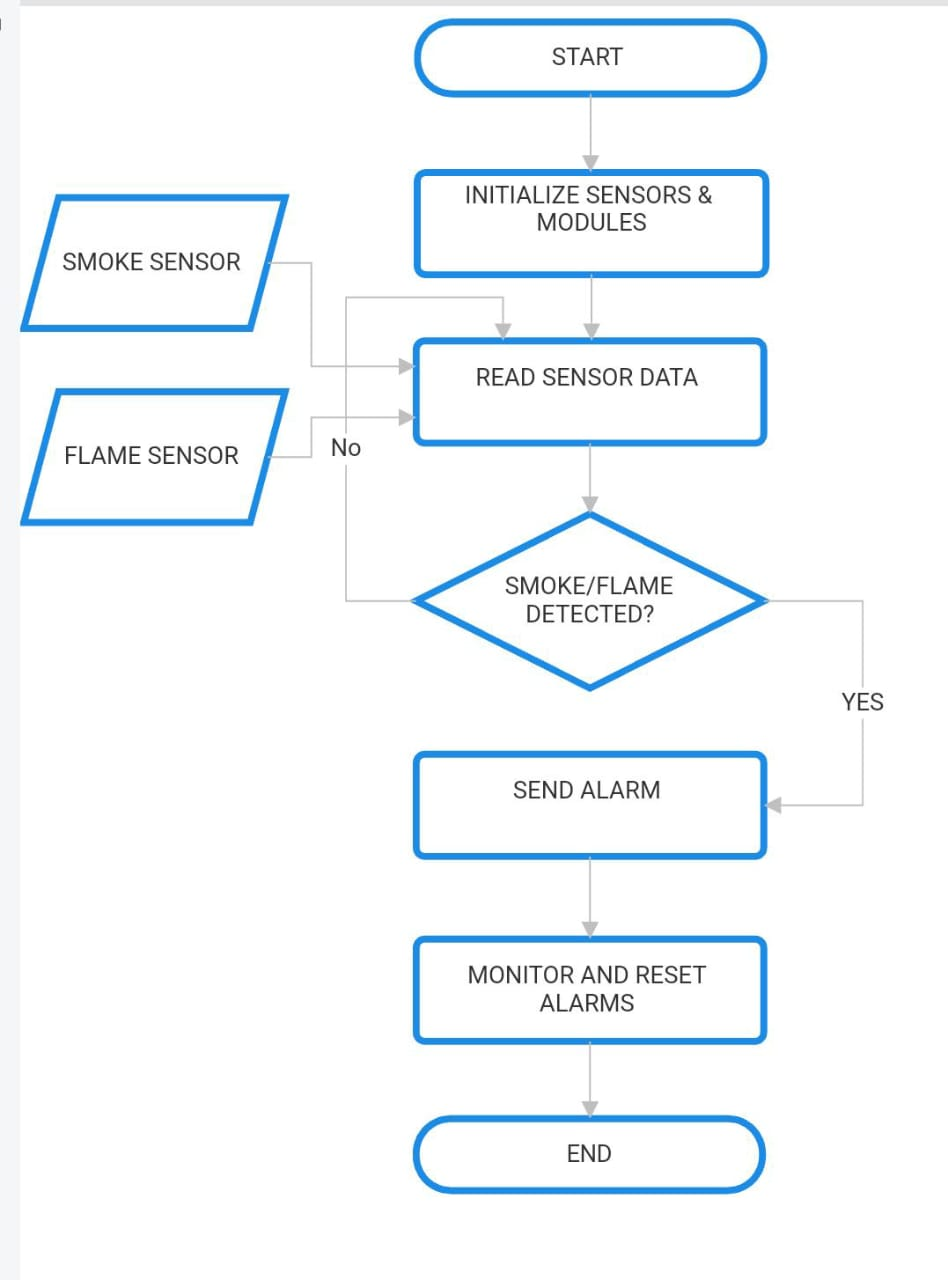 START
INITIALIZE SENSORS &
MODULES
SMOKE SENSOR
READ SENSOR DATA
FLAME SENSOR
No
SMOKE/FLAME
DETECTED?
YES
SEND ALARM
MONITOR AND RESET
ALARMS
END